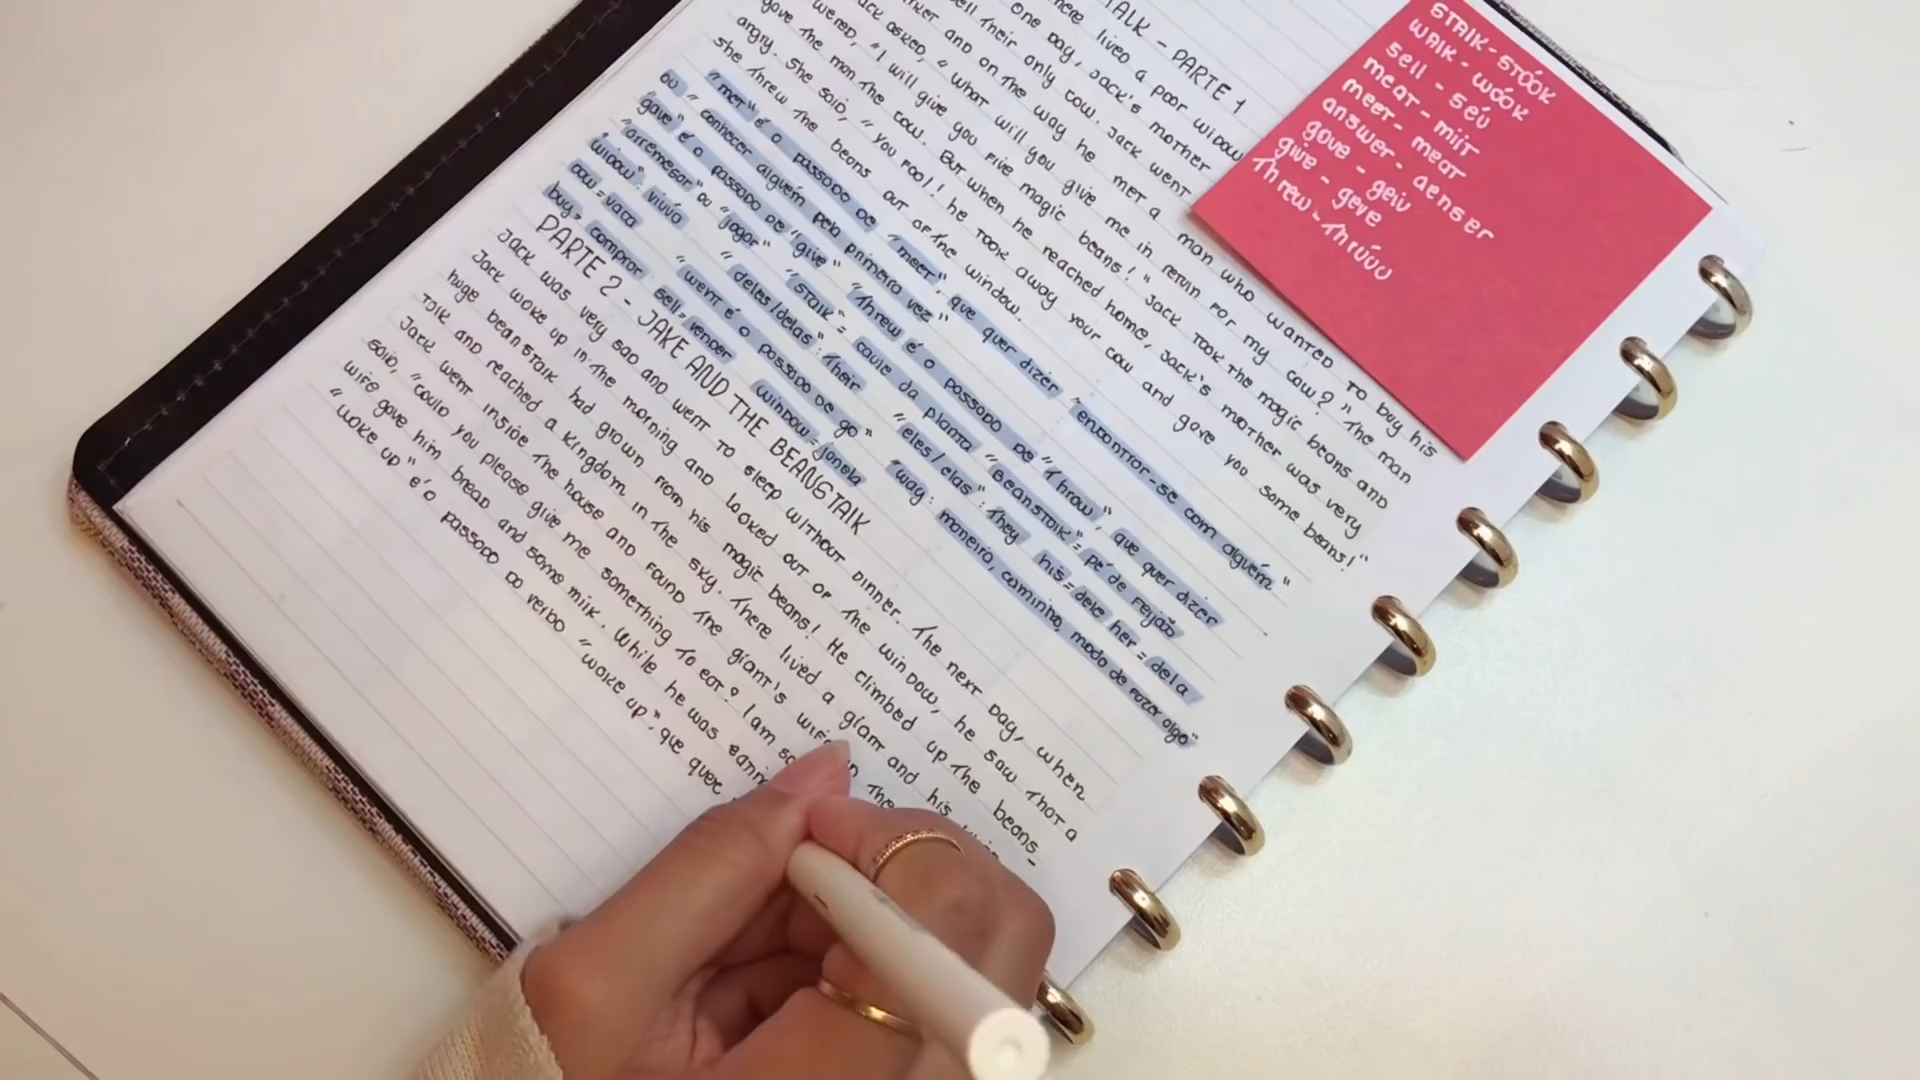 TALK - PARTE 1
here lived a poor widow
One day, Jack's mother
sell their only cow. Jack went
and on the way he met a man who wanted to buy his
ack asked, "what will you give me in return for my cow?" The man
wered, "I will give you five magic beans!" Jack took the magic beans and
gave the man the cow. But when he reached home, Jack's mother was very
angry. She said, "You fool! he took away your cow and gave you some beans!"
she threw the beans out of the window.
"met" é o passado de "meet", que quer dizer "encontrar-se com alguém"
ou "conhecer alguém pela primeira vez"
gave" é o passado de "give" "Threw é o passado de "Throw", que quer dizer
"arremesar" ou "jogar" "stalk" = caule da planta "Beanstalk" = pé de feijão
widow": viúva "deles/delas": Their "eles/elas": They his = dele her = dela
cow = vaca "went é o passado de go" "way: maneira, caminho, modo de fazer algo"
buy = comprar sell = vender window = janela
PARTE 2 - JAKE AND THE BEANSTALK
Jack was very sad and went to sleep without dinner. The next day, when
Jack woke up in the morning and looked out of the window, he saw that a
huge beanstalk had grown from his magic beans! He climbed up the beans-
talk and reached a kingdom in the sky. There lived a giant and his
Jack went inside the house and found the giant's wife in the
said, "could you please give me something to eat? I am
wife gave him bread and some milk. While he was
"woke up" é o passado do verbo "woke up", que quer
STALK - STÓÓK
WALK - WÓÓK
sell - séu
meat - miit
meet - meat
answer - aenser
gave - geiv
give - geve
Threw - Thrúu